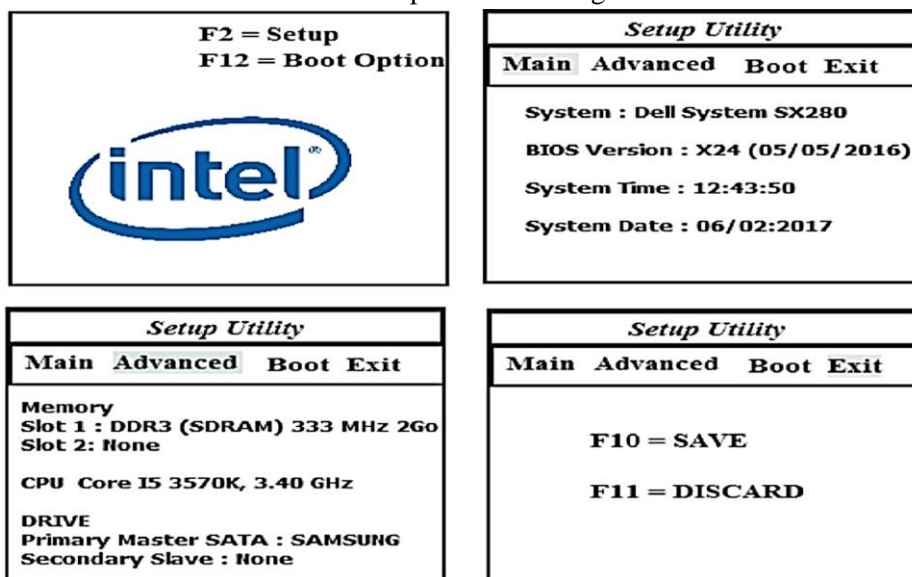 F2 = Setup
F12 = Boot Option
intel®
Setup Utility
Main Advanced Boot Exit
System : Dell System SX280
BIOS Version : X24 (05/05/2016)
System Time : 12:43:50
System Date : 06/02:2017
Setup Utility
Main Advanced Boot Exit
Memory
Slot 1 : DDR3 (SDRAM) 333 MHz 2Go
Slot 2: None
CPU Core I5 3570K, 3.40 GHz
DRIVE
Primary Master SATA : SAMSUNG
Secondary Slave : None
Setup Utility
Main Advanced Boot Exit
F10 = SAVE
F11 = DISCARD